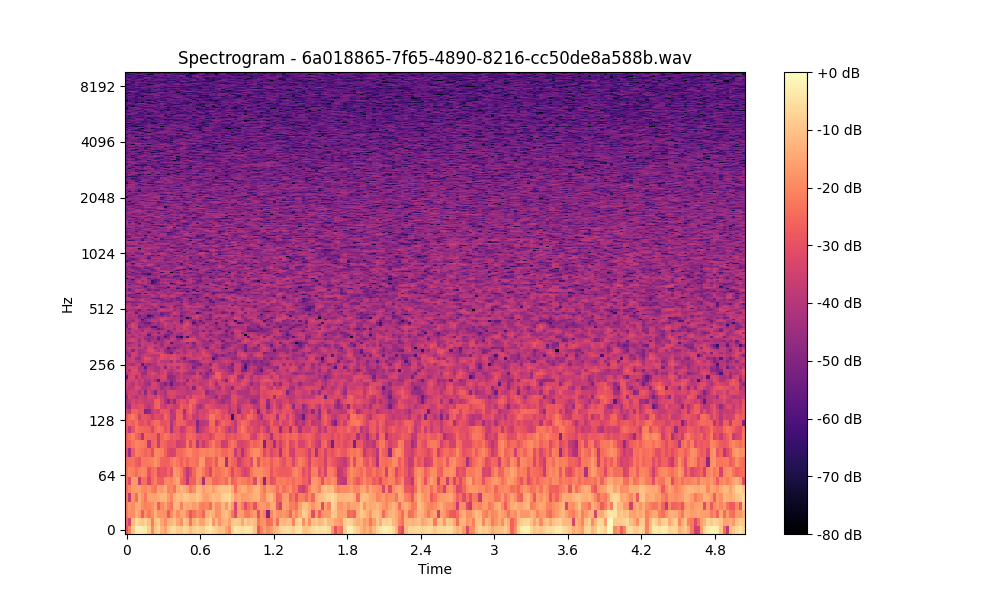 Spectrogram - 6a018865-7f65-4890-8216-cc50de8a588b.wav
8192
4096
2048
1024
512
256
128
64
0
Hz
0 0.6 1.2 1.8 2.4 3 3.6 4.2 4.8
Time
+0 dB
-10 dB
-20 dB
-30 dB
-40 dB
-50 dB
-60 dB
-70 dB
-80 dB